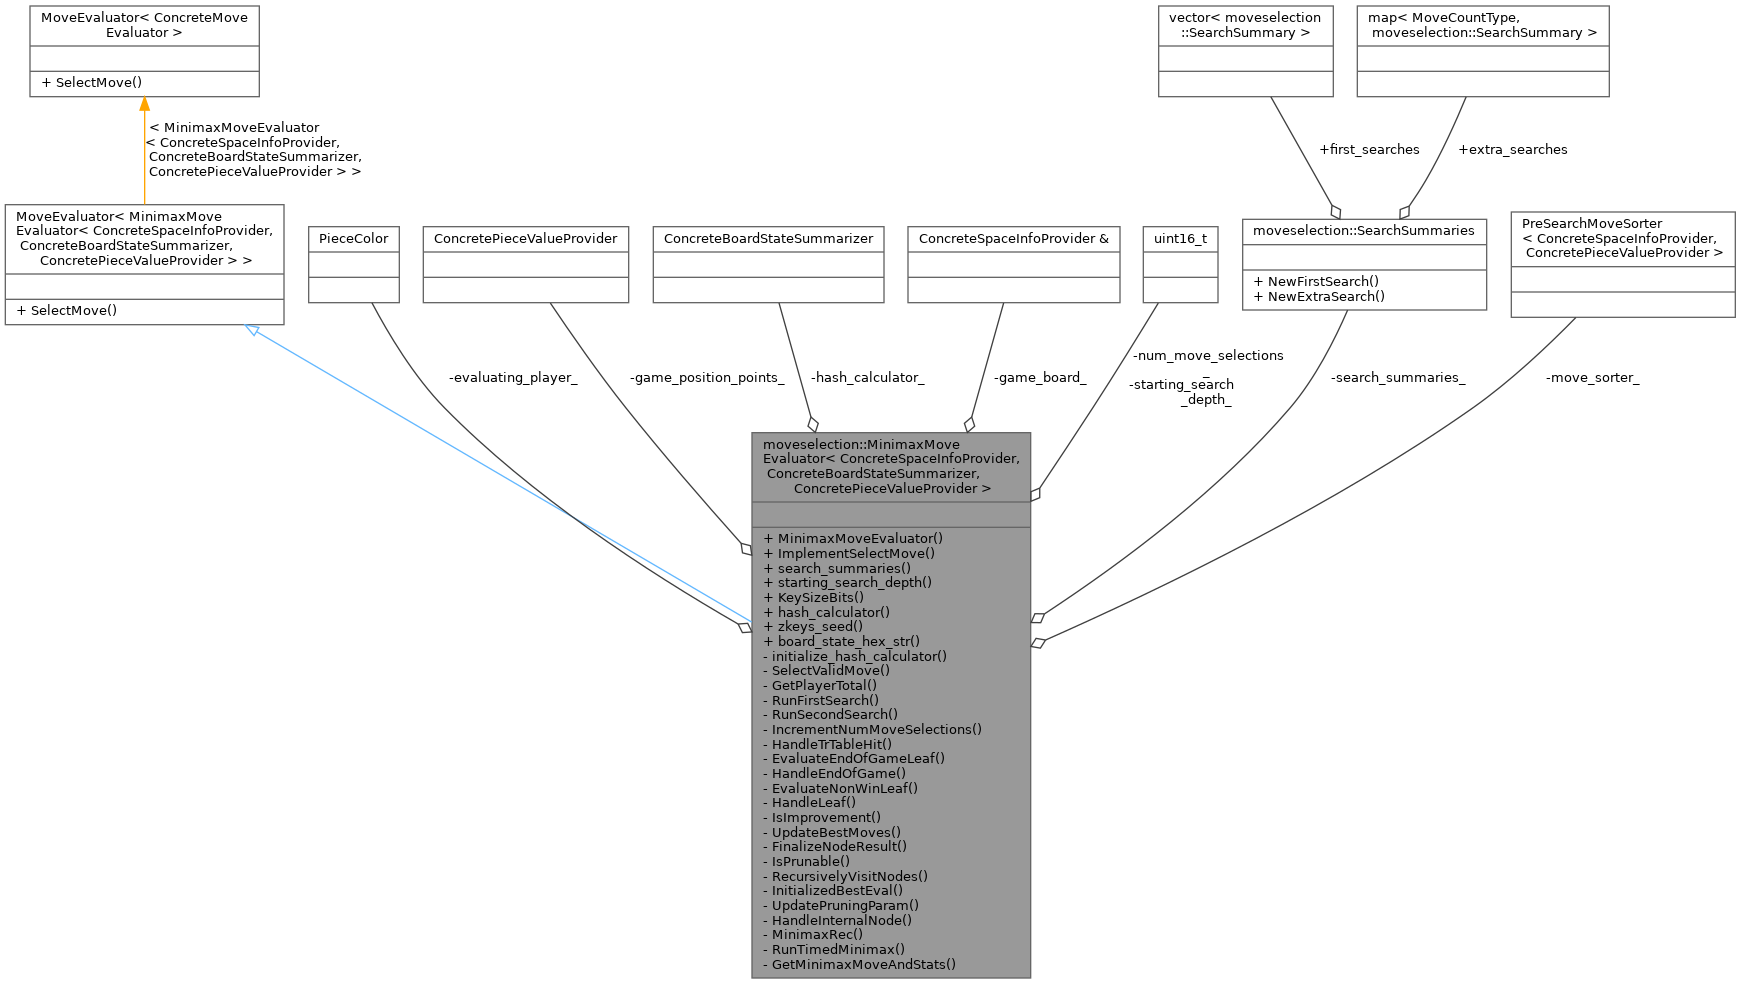 MoveEvaluator< ConcreteMove
Evaluator >
+ SelectMove()
vector< moveselection
::SearchSummary >
map< MoveCountType,
moveselection::SearchSummary >
< MinimaxMoveEvaluator
< ConcreteSpaceInfoProvider,
ConcreteBoardStateSummarizer,
ConcretePieceValueProvider > >
+first_searches
+extra_searches
MoveEvaluator< MinimaxMove
Evaluator< ConcreteSpaceInfoProvider,
ConcreteBoardStateSummarizer,
ConcretePieceValueProvider > >
+ SelectMove()
PieceColor
ConcretePieceValueProvider
ConcreteBoardStateSummarizer
ConcreteSpaceInfoProvider &
uint16_t
moveselection::SearchSummaries
+ NewFirstSearch()
+ NewExtraSearch()
PreSearchMoveSorter
< ConcreteSpaceInfoProvider,
ConcretePieceValueProvider >
-evaluating_player_
-game_position_points_
-hash_calculator_
-game_board_
-num_move_selections
_
-starting_search
_depth_
-search_summaries_
-move_sorter_
moveselection::MinimaxMove
Evaluator< ConcreteSpaceInfoProvider,
ConcreteBoardStateSummarizer,
ConcretePieceValueProvider >
+ MinimaxMoveEvaluator()
+ ImplementSelectMove()
+ search_summaries()
+ starting_search_depth()
+ KeySizeBits()
+ hash_calculator()
+ zkeys_seed()
+ board_state_hex_str()
- initialize_hash_calculator()
- SelectValidMove()
- GetPlayerTotal()
- RunFirstSearch()
- RunSecondSearch()
- IncrementNumMoveSelections()
- HandleTrTableHit()
- EvaluateEndOfGameLeaf()
- HandleEndOfGame()
- EvaluateNonWinLeaf()
- HandleLeaf()
- IsImprovement()
- UpdateBestMoves()
- FinalizeNodeResult()
- IsPrunable()
- RecursivelyVisitNodes()
- InitializedBestEval()
- UpdatePruningParam()
- HandleInternalNode()
- MinimaxRec()
- RunTimedMinimax()
- GetMinimaxMoveAndStats()